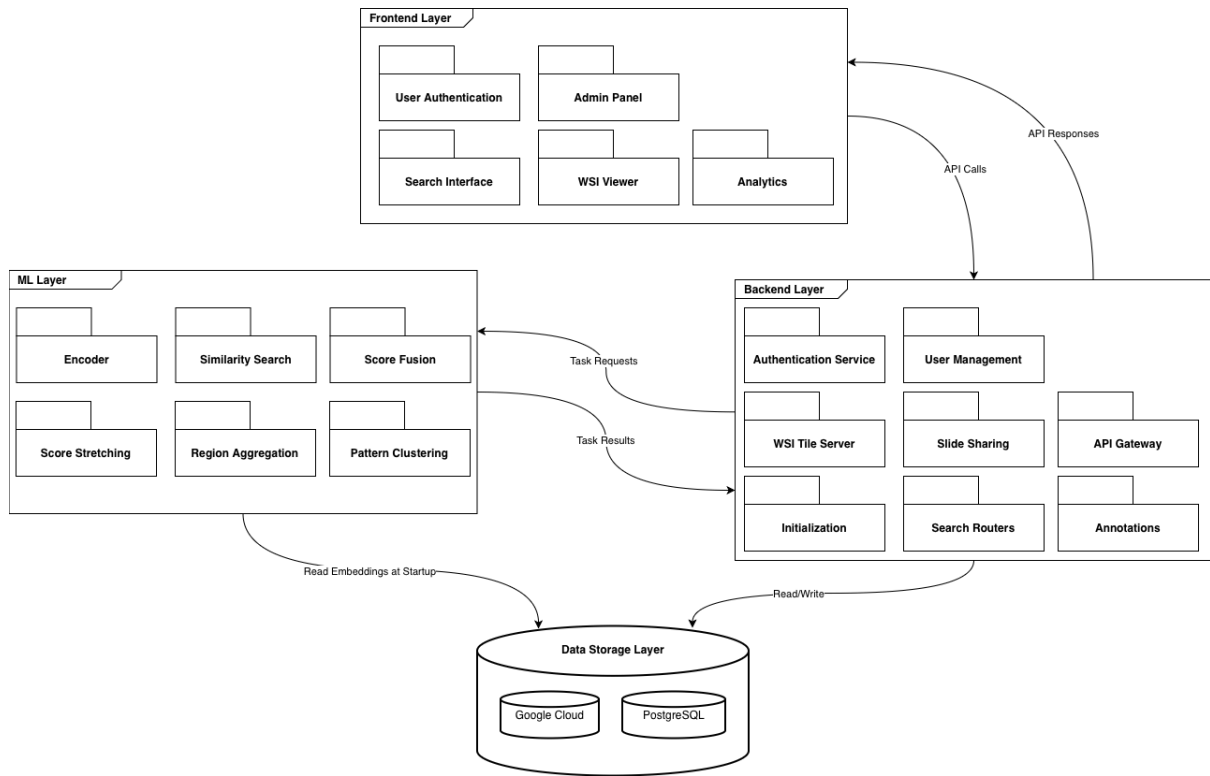 Frontend Layer
User Authentication
Admin Panel
Search Interface
WSI Viewer
Analytics
API Responses
API Calls
ML Layer
Encoder
Similarity Search
Score Fusion
Score Stretching
Region Aggregation
Pattern Clustering
Task Requests
Task Results
Backend Layer
Authentication Service
User Management
WSI Tile Server
Slide Sharing
API Gateway
Initialization
Search Routers
Annotations
Read Embeddings at Startup
Read/Write
Data Storage Layer
Google Cloud
PostgreSQL